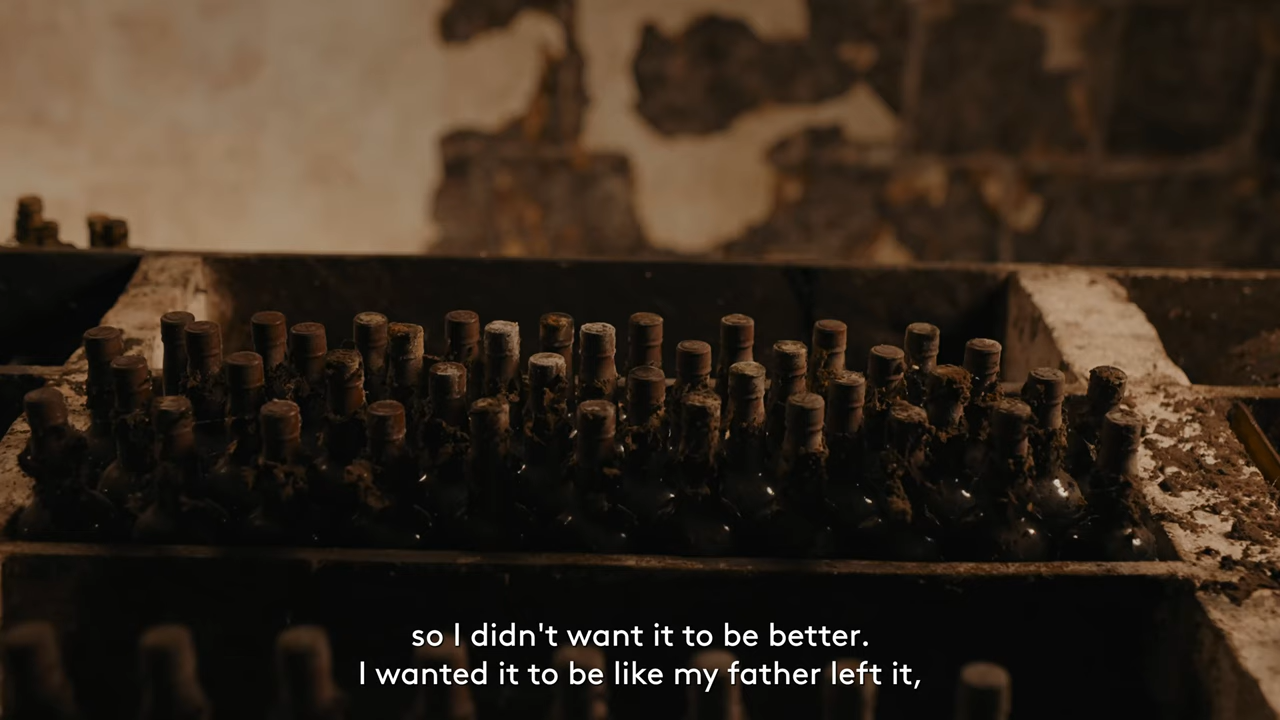 so I didn't want it to be better.
I wanted it to be like my father left it,